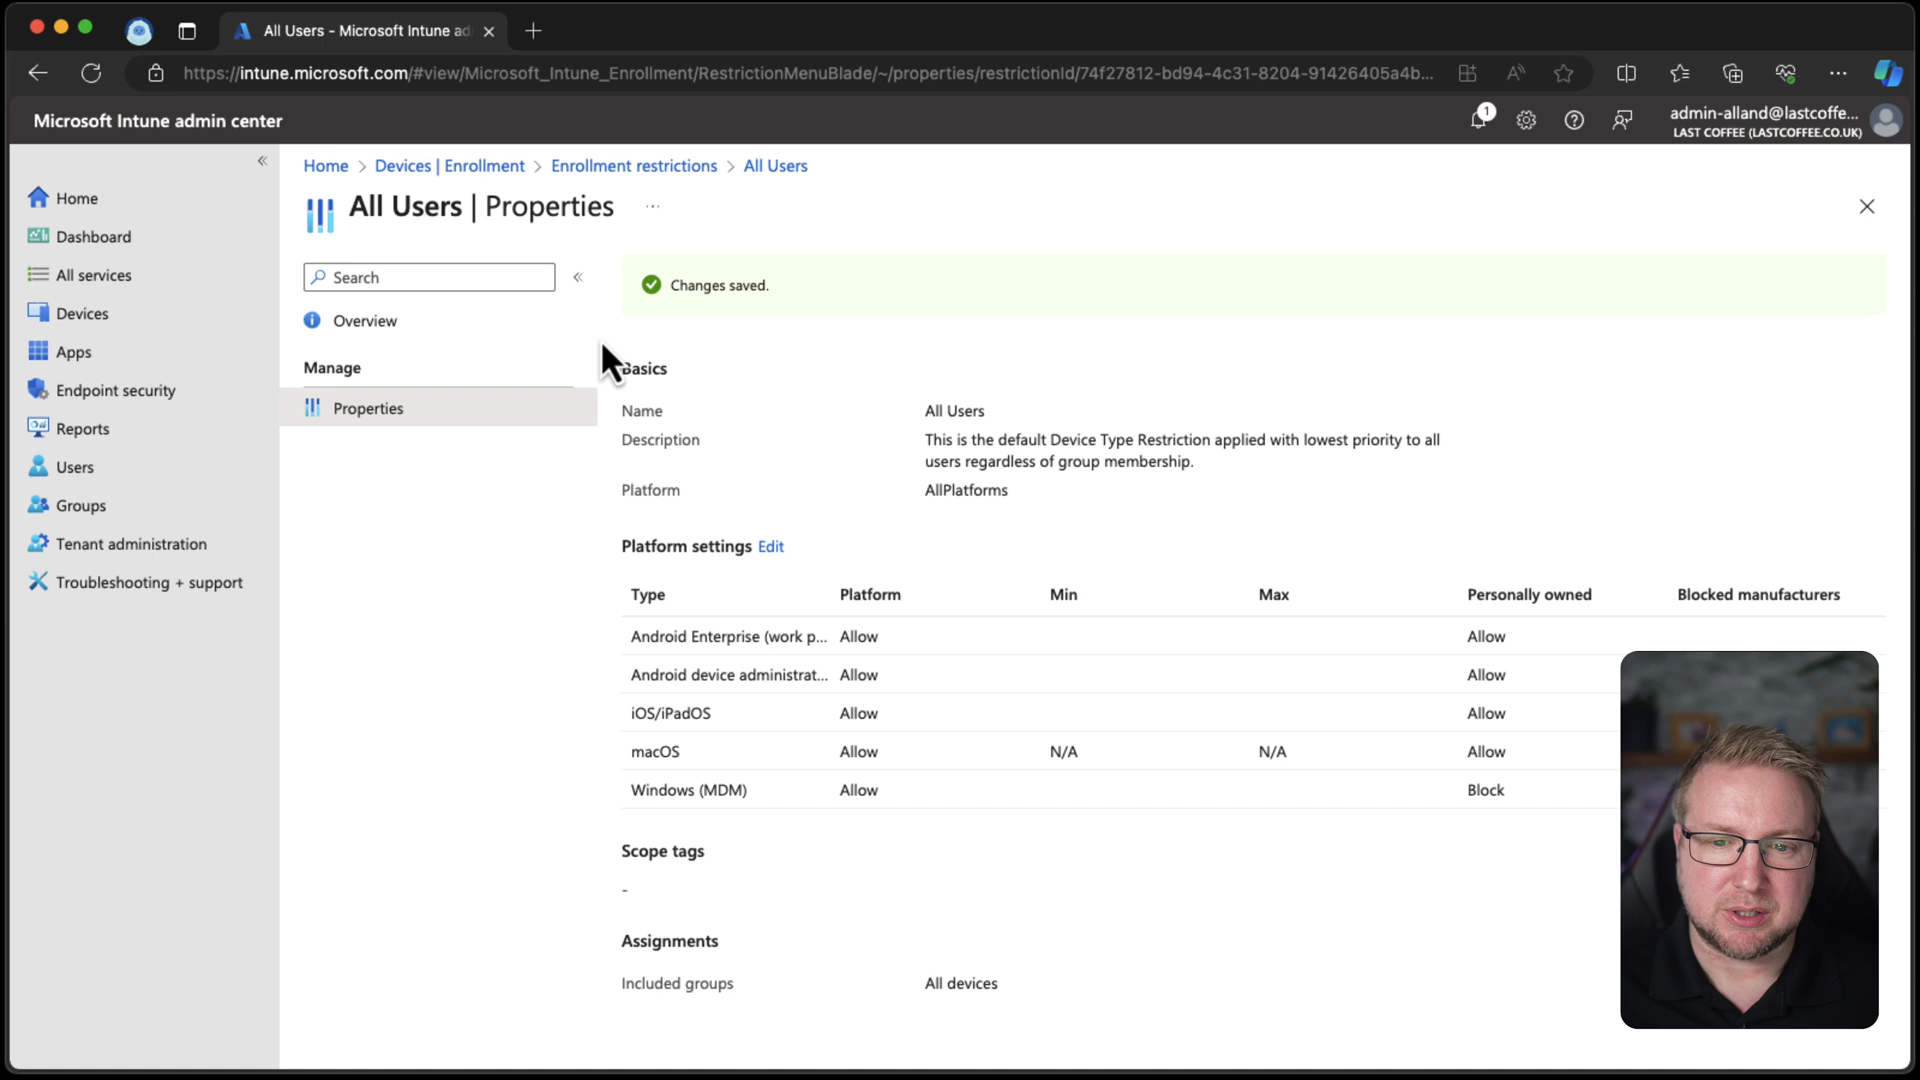 All Users - Microsoft Intune ad
https://intune.microsoft.com/#view/Microsoft_Intune_Enrollment/RestrictionMenuBlade/~/properties/restrictionId/74f27812-bd94-4c31-8204-91426405a4b...
Microsoft Intune admin center
1
admin-alland@lastcoffe...
LAST COFFEE (LASTCOFFEE.CO.UK)
Home
Dashboard
All services
Devices
Apps
Endpoint security
Reports
Users
Groups
Tenant administration
Troubleshooting + support
Home > Devices | Enrollment > Enrollment restrictions > All Users
All Users | Properties ...
Search
Overview
Manage
Properties
Changes saved.
Basics
Name All Users
Description This is the default Device Type Restriction applied with lowest priority to all
users regardless of group membership.
Platform AllPlatforms
Platform settings Edit
Type Platform Min Max Personally owned Blocked manufacturers
Android Enterprise (work p... Allow Allow
Android device administrat... Allow Allow
iOS/iPadOS Allow Allow
macOS Allow N/A N/A Allow
Windows (MDM) Allow Block
Scope tags
-
Assignments
Included groups All devices